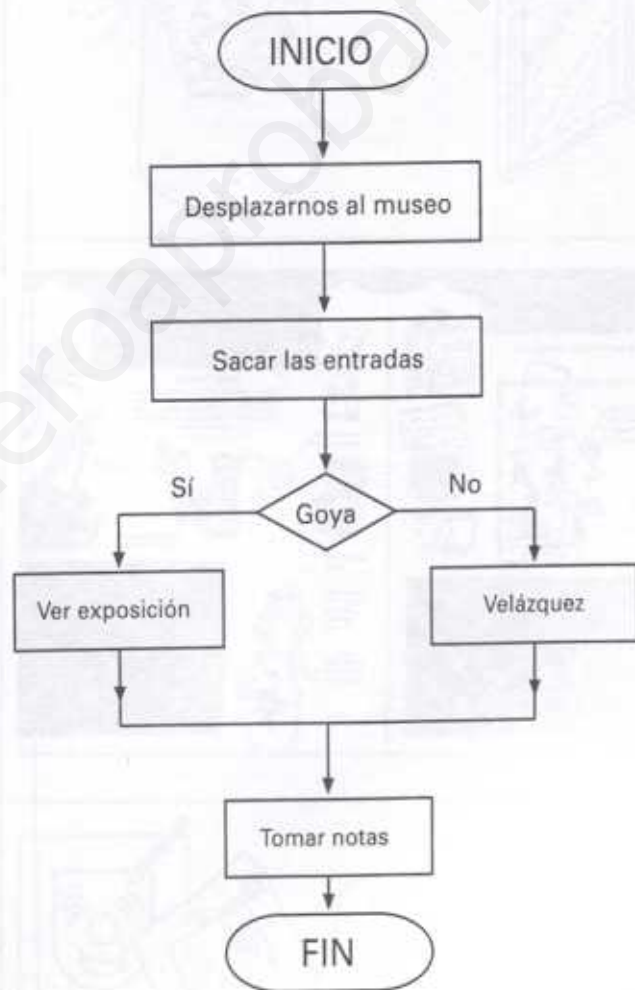 INICIO
Desplazarnos al museo
Sacar las entradas
Sí
Goya
No
Ver exposición
Velázquez
Tomar notas
FIN